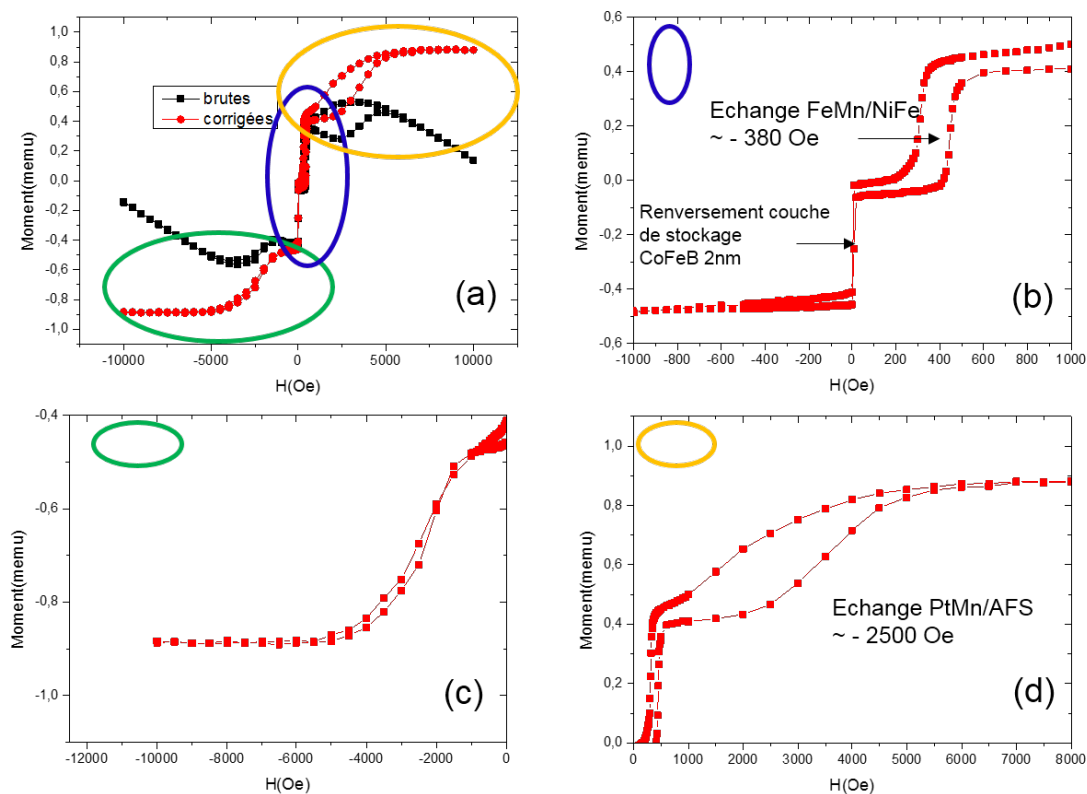 1,0
0,8
0,6
0,4
0,2
0,0
-0,2
-0,4
-0,6
-0,8
-1,0
Moment(memu)
brutes
corrigées
(a)
-10000 -5000 0 5000 10000
H(Oe)
0,6
0,4
0,2
0,0
-0,2
-0,4
-0,6
Moment(memu)
Echange FeMn/NiFe
~ - 380 Oe
Renversement couche
de stockage
CoFeB 2nm
(b)
-1000 -800 -600 -400 -200 0 200 400 600 800 1000
H(Oe)
-0,4
-0,6
-0,8
-1,0
Moment(memu)
(c)
-12000 -10000 -8000 -6000 -4000 -2000 0
H(Oe)
1,0
0,8
0,6
0,4
0,2
0,0
Moment(memu)
Echange PtMn/AFS
~ - 2500 Oe
(d)
0 1000 2000 3000 4000 5000 6000 7000 8000
H(Oe)